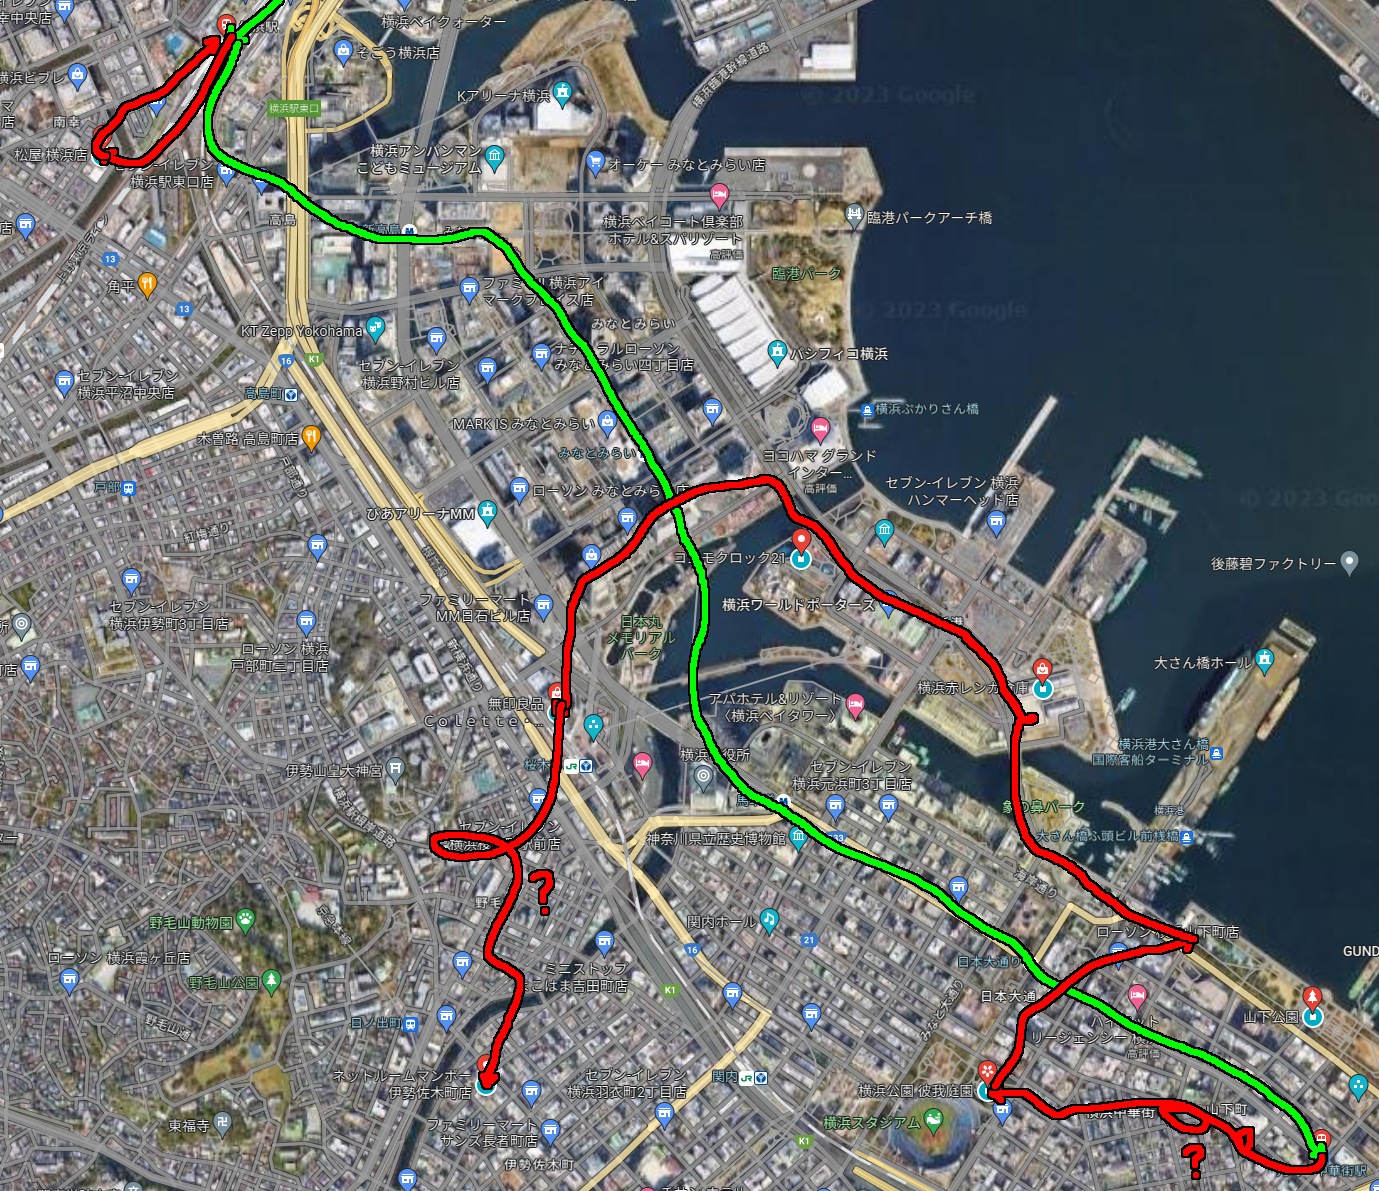 幸中央店
横浜ベイクォーター
© 2023 Google
そごう横浜店
横浜ビブレ
横浜駅東口
Kアリーナ横浜
横浜臨港幹線道路
南幸
松屋 横浜店
横浜アンパンマン
こどもミュージアム
オーケー みなとみらい店
横浜駅東口店
高島
横浜ベイコート倶楽部
ホテル&スパリゾート
高評価
臨港パークアーチ橋
13
臨港パーク
角平
13
ファミリ 横浜アイ
マークプレイス店
© 2023 Google
KT Zepp Yokohama
みなとみらい
ナチュラルローソン
みなとみらい四丁目店
パシフィコ横浜
16
K1
セブン-イレブン
横浜野村ビル店
セブン-イレブン
横浜平沼中央店
高島町
横浜ぷかりさん橋
MARK IS みなとみらい
木曽路 高島町店
戸部通り
みなとみらい
ヨコハマ グランド
インター...
高評価
戸部
ローソン みなとみら
セブン-イレブン 横浜
ハンマーヘッド店
ぴあアリーナMM
紅梅通り
コ モクロック21
後藤碧ファクトリー
セブン-イレブン
横浜伊勢町3丁目店
ファミリーマート
MM日石ビル店
横浜ワールドポーターズ
日本丸
メモリアル
パーク
ローソン 横浜
戸部町三丁目店
新横浜通り
大さん橋ホール
横浜赤レンガ倉庫
無印良品
Colette・...
アパホテル&リゾート
〈横浜ベイタワー〉
横浜港大さん橋
国際客船ターミナル
伊勢山皇大神宮
桜木
JR
横浜 役所
セブン-イレブン
横浜元浜町3丁目店
象の鼻パーク
横浜港
大さん橋ふ頭ビル前桟橋
セブン-イレブン
横浜桜 駅前店
神奈川県立歴史博物館
133
?
野毛
海岸通り
野毛山動物園
関内ホール
16
21
ローソン 横浜 山下町店
ローソン 横浜霞ヶ丘店
GUND
日本大通り
ミニストップ
よこはま吉田町店
K1
野毛山公園
日本大通
山下公園
日ノ出町
みなと大通り
ハイアット
リージェンシー 横浜
高評価
ネットルームマンボー
伊勢佐木町店
セブン-イレブン
横浜羽衣町2丁目店
関内
JR
横浜公園 彼我庭園
横浜中華街
山下町
横浜スタジアム
東福寺
ファミリーマート
サンズ長者町店
K1
?
伊勢佐木町
中華街駅